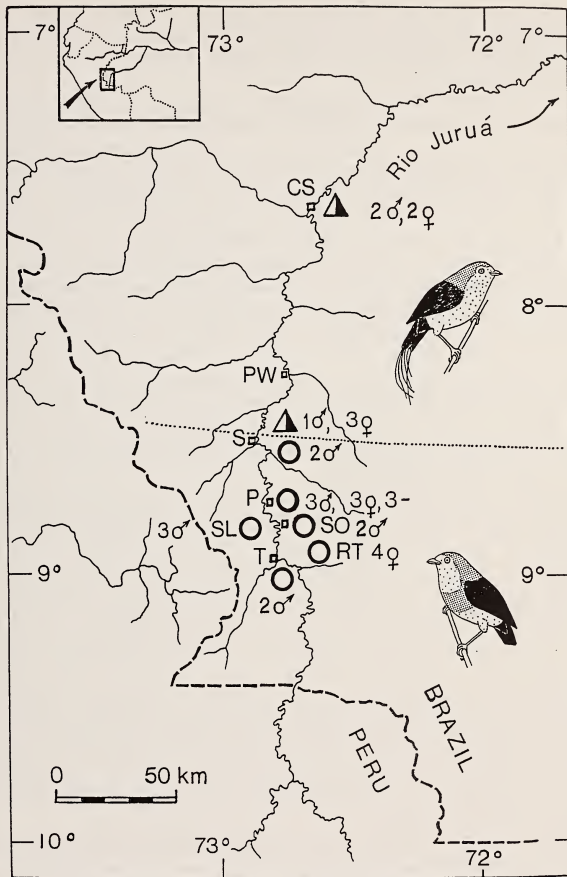 7° 73° 72° 7°
Rio Juruá
CS
2♂, 2♀
8°
PW
1♂, 3♀
S
2♂
P 3♂, 3♀, 3-
3♂ SL SO 2♂
T RT 4♀
9° 9°
2♂
BRAZIL
PERU
0 50 km
10° 73° 72°